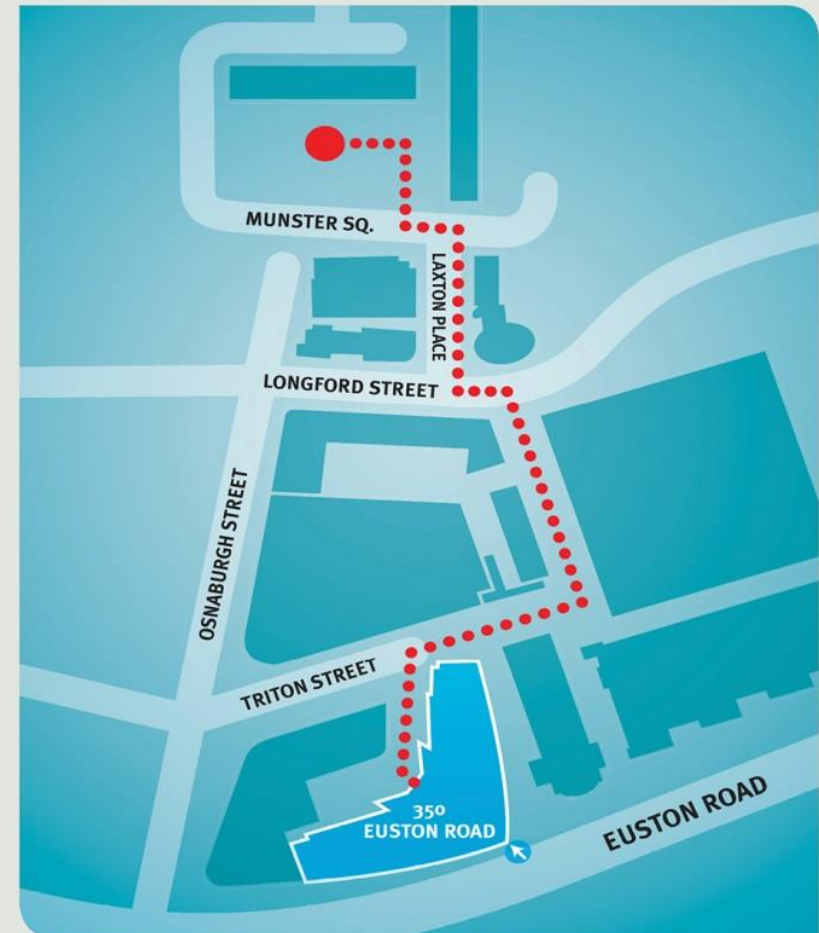 MUNSTER SQ.
LAXTON PLACE
LONGFORD STREET
OSNABURGH STREET
TRITON STREET
350
EUSTON ROAD
EUSTON ROAD